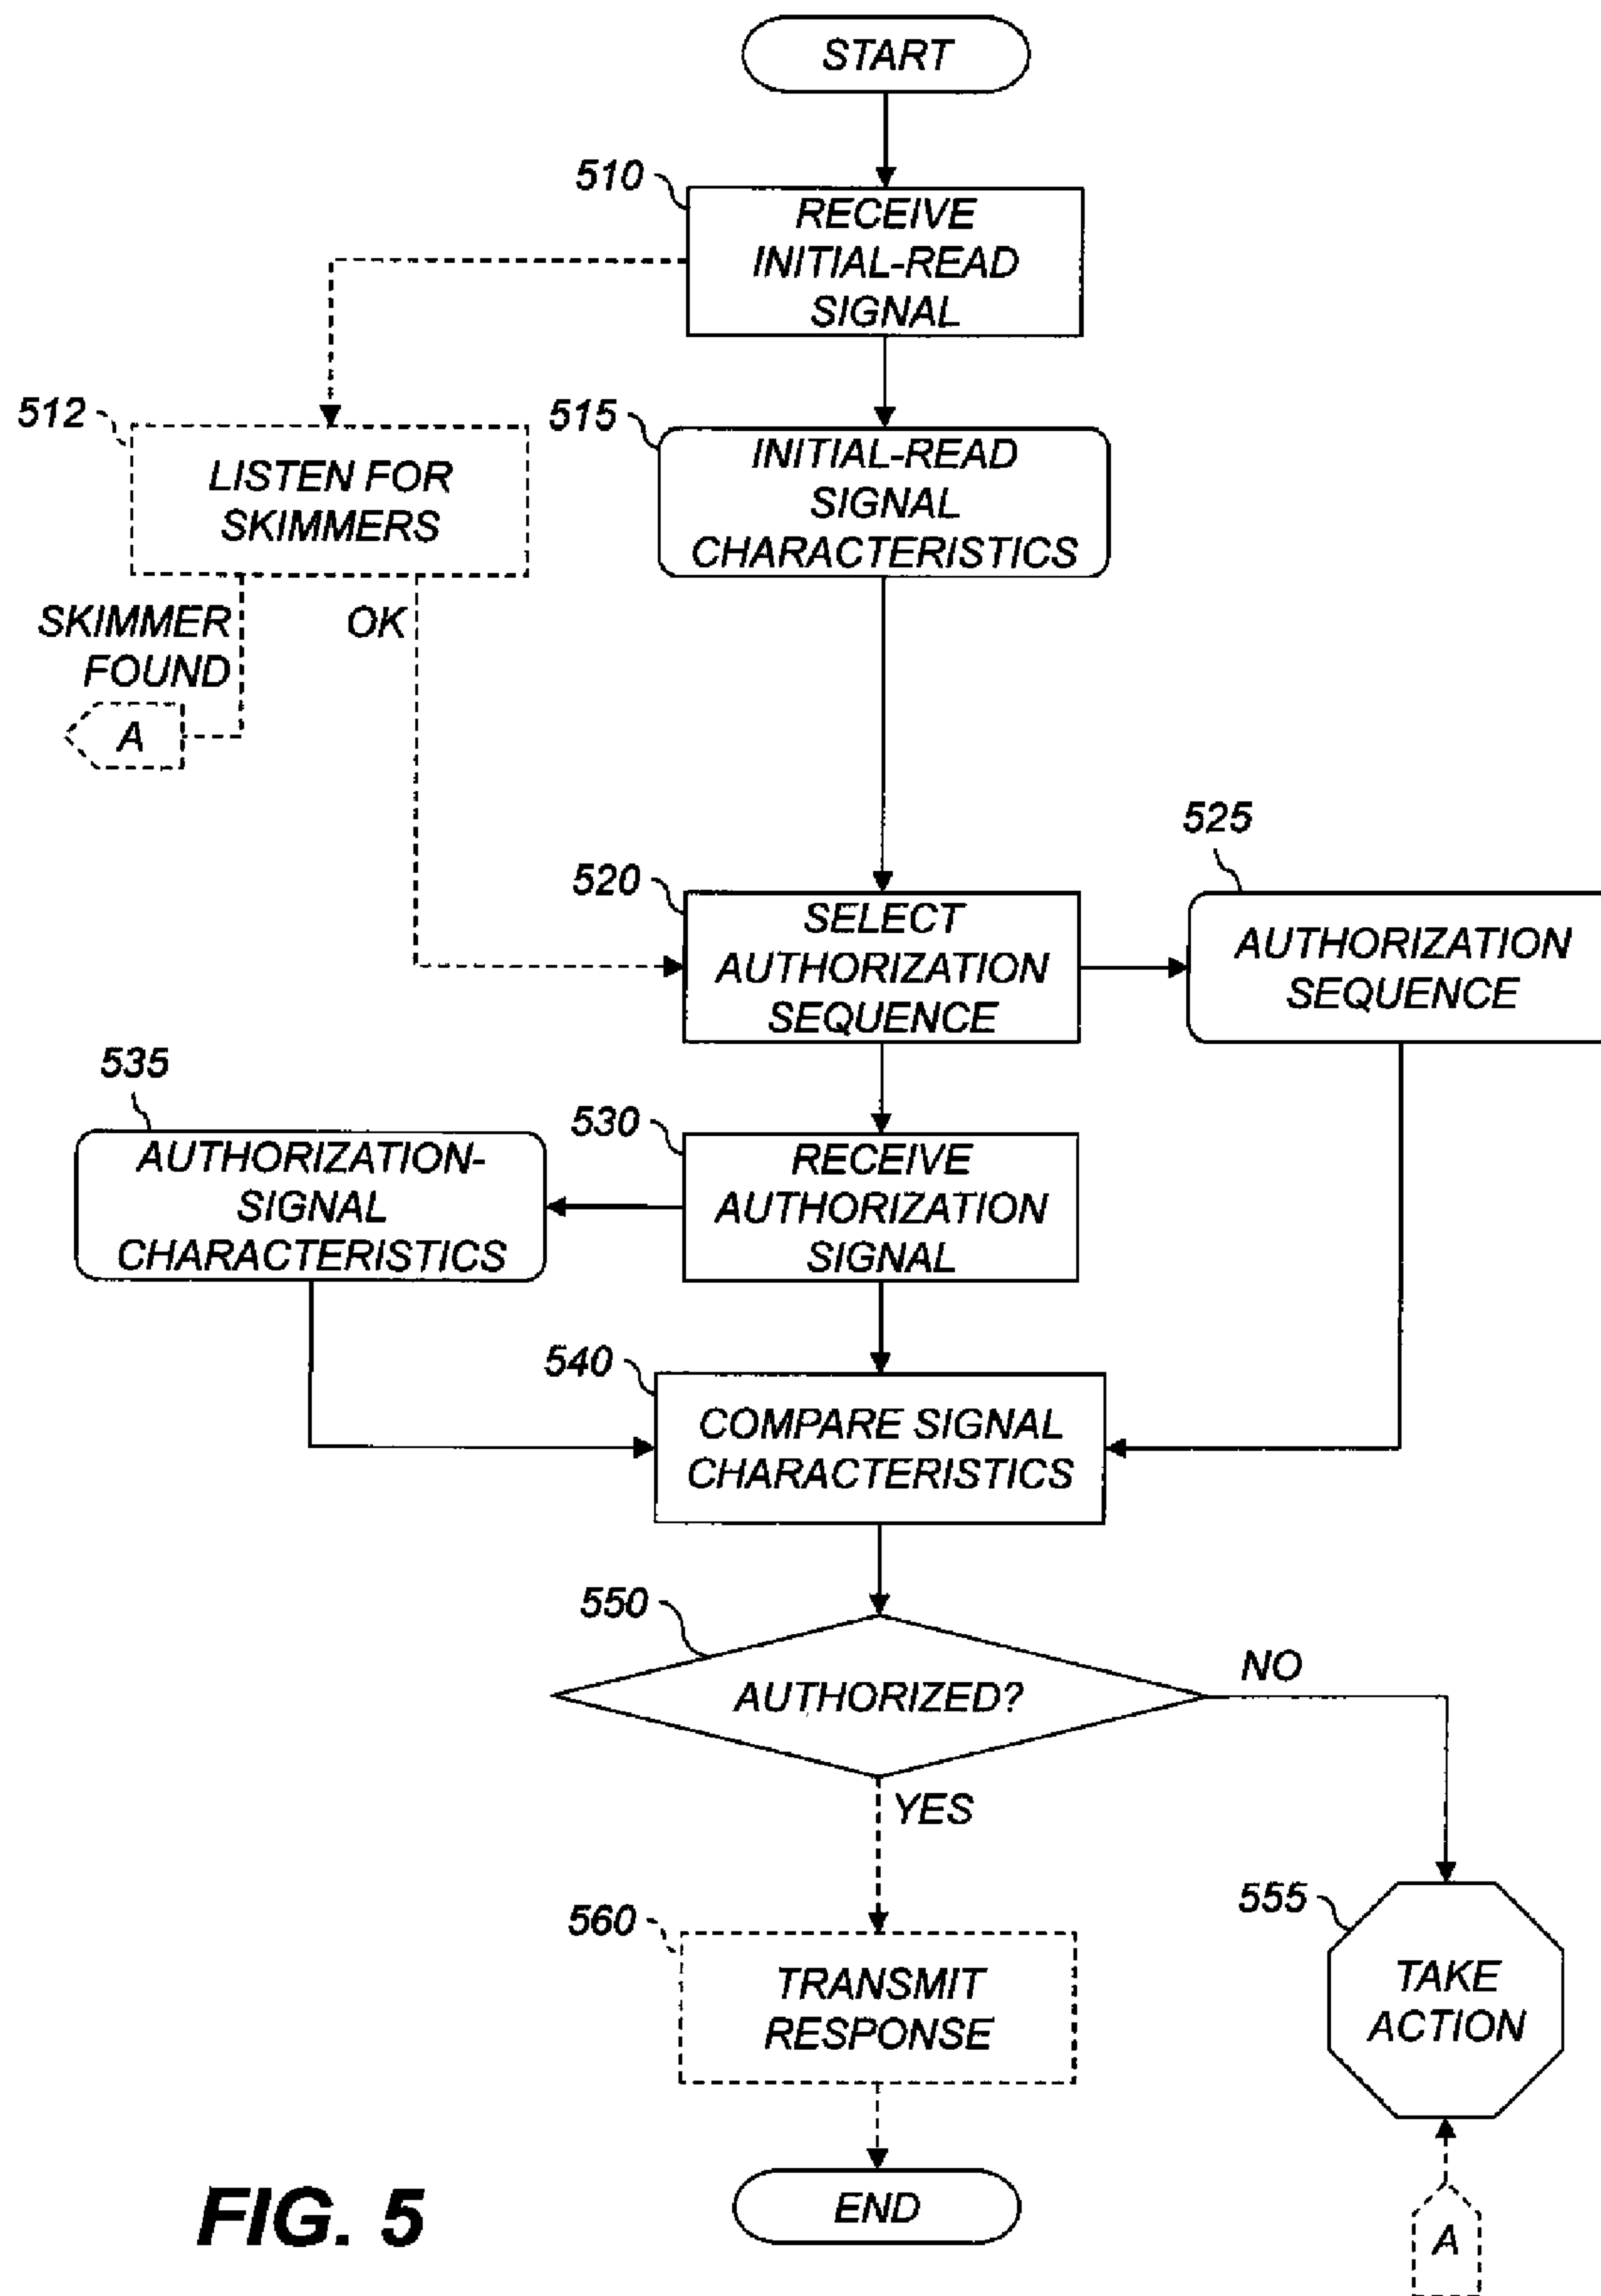 START
510
RECEIVE
INITIAL-READ
SIGNAL
512
LISTEN FOR
SKIMMERS
515
INITIAL-READ
SIGNAL
CHARACTERISTICS
SKIMMER
FOUND
OK
A
520
SELECT
AUTHORIZATION
SEQUENCE
525
AUTHORIZATION
SEQUENCE
535
AUTHORIZATION-
SIGNAL
CHARACTERISTICS
530
RECEIVE
AUTHORIZATION
SIGNAL
540
COMPARE SIGNAL
CHARACTERISTICS
550
AUTHORIZED?
NO
YES
560
TRANSMIT
RESPONSE
555
TAKE
ACTION
END
A
FIG. 5